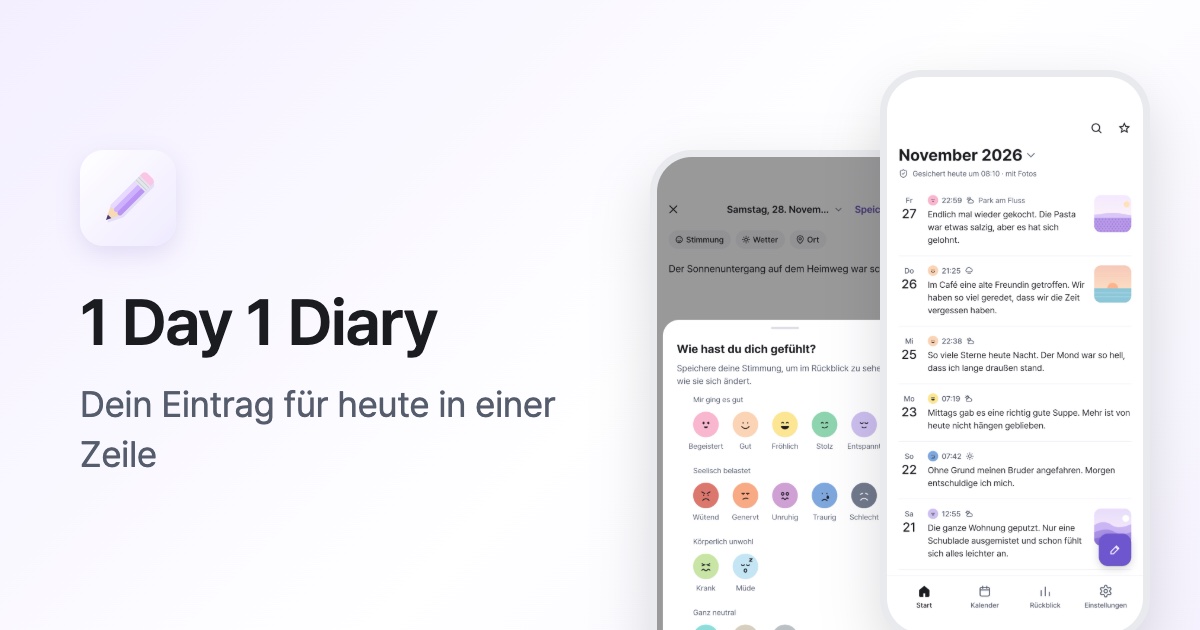 1 Day 1 Diary
Dein Eintrag für heute in einer
Zeile
Samstag, 28. Novem...
Stimmung
Wetter
Ort
Der Sonnenuntergang auf dem Heimweg war
Wie hast du dich gefühlt?
Speichere deine Stimmung, um im Rückblick zu
wie sie sich ändert.
Mir ging es gut
Begeistert
Gut
Fröhlich
Stolz
Entspannt
Seelisch belastet
Wütend
Genervt
Unruhig
Traurig
Schlecht
Körperlich unwohl
Krank
Müde
Ganz neutral
November 2026
Gesichert heute um 08:10 · mit Fotos
Fr
27
22:59
Park am Fluss
Endlich mal wieder gekocht. Die Pasta
war etwas salzig, aber es hat sich
gelohnt.
Do
26
21:25
Im Café eine alte Freundin getroffen. Wir
haben so viel geredet, dass wir die Zeit
vergessen haben.
Mi
25
22:38
So viele Sterne heute Nacht. Der Mond war so hell,
dass ich lange draußen stand.
Mo
23
07:19
Mittags gab es eine richtig gute Suppe. Mehr ist von
heute nicht hängen geblieben.
So
22
07:42
Ohne Grund meinen Bruder angefahren. Morgen
entschuldige ich mich.
Sa
21
12:55
Die ganze Wohnung geputzt. Nur eine
Schublade ausgemistet und schon fühlt
sich alles leichter an.
Start
Kalender
Rückblick
Einstellungen